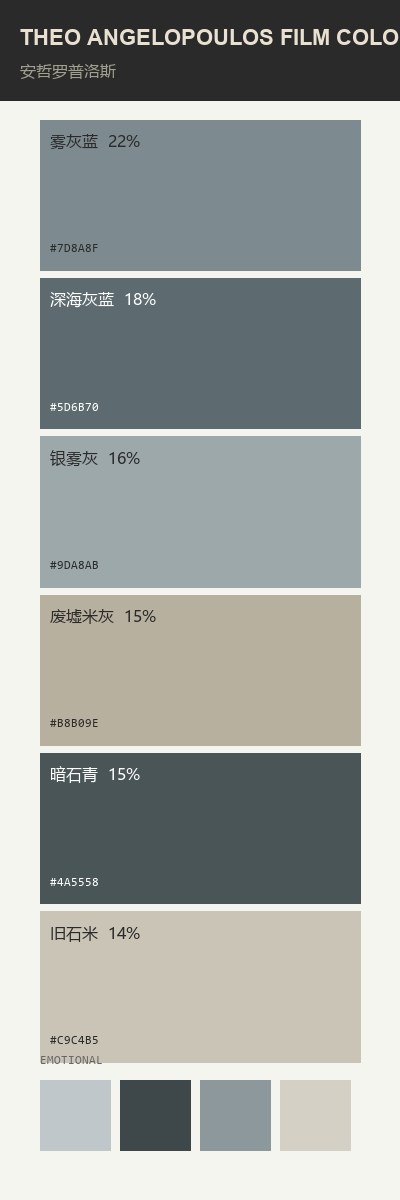 THEO ANGELOPOULOS FILM COLO
安哲罗普洛斯
雾灰蓝 22%
#7D8A8F
深海灰蓝 18%
#5D6B70
银雾灰 16%
#9DA8AB
废墟米灰 15%
#B8B09E
暗石青 15%
#4A5558
旧石米 14%
#C9C4B5
EMOTIONAL